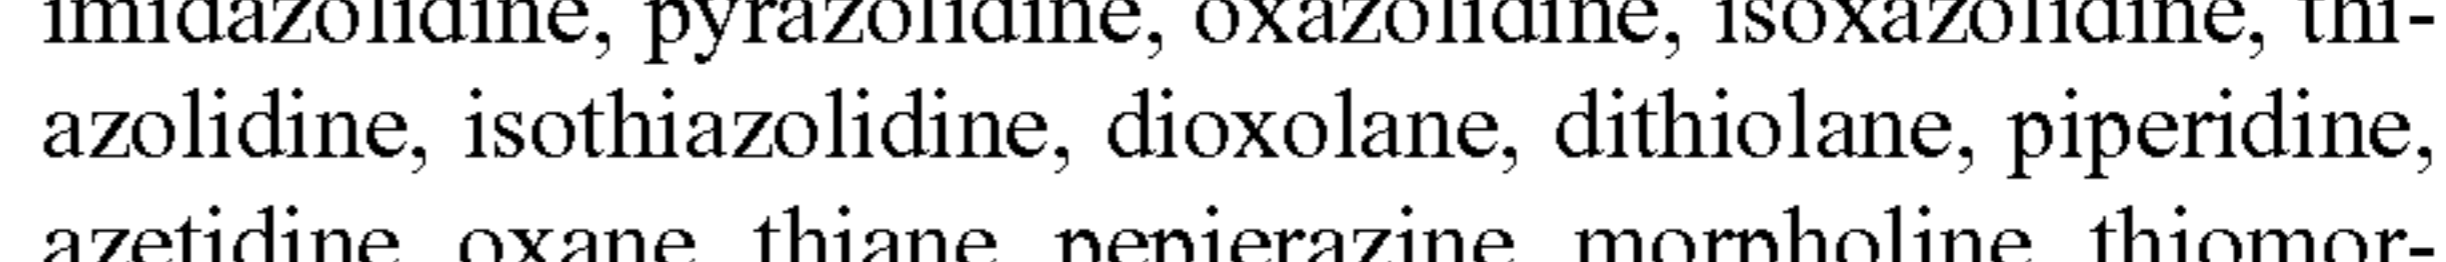 imidazolidine, pyrazolidine, oxazolidine, isoxazolidine, thi-
azolidine, isothiazolidine, dioxolane, dithiolane, piperidine,
azetidine oxane thiane pepierazine morpholine thiomor-